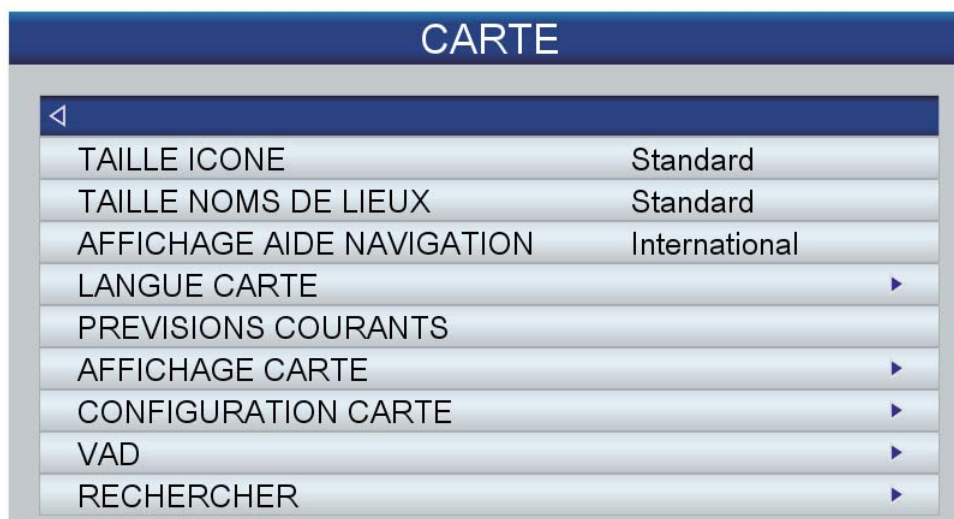 CARTE
TAILLE ICONE Standard
TAILLE NOMS DE LIEUX Standard
AFFICHAGE AIDE NAVIGATION International
LANGUE CARTE
PREVISIONS COURANTS
AFFICHAGE CARTE
CONFIGURATION CARTE
VAD
RECHERCHER